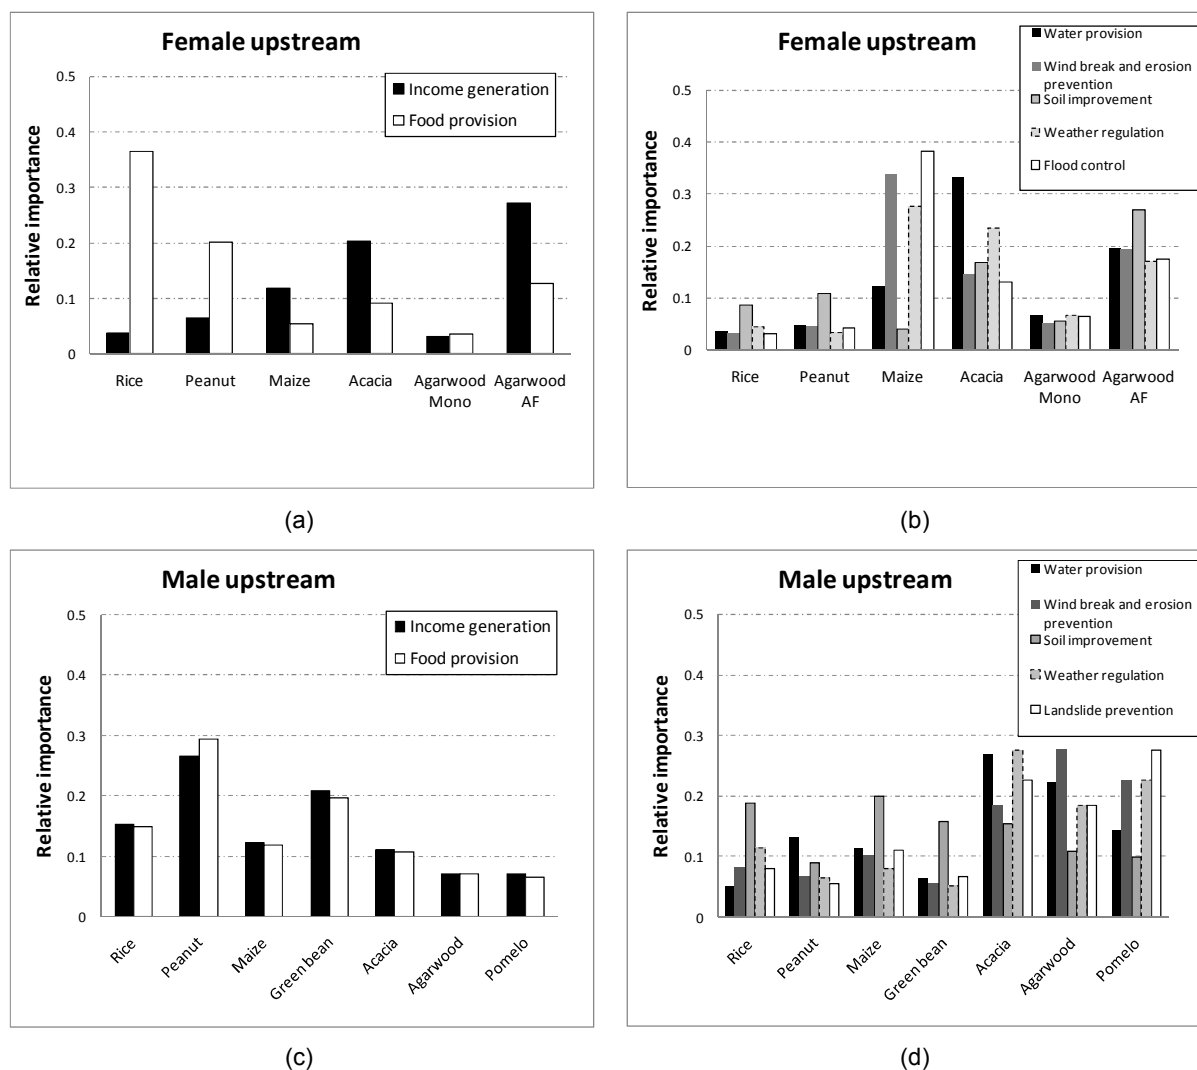 Female upstream
Relative importance
0.5
0.4
0.3
0.2
0.1
0
Income generation
Food provision
Rice
Peanut
Maize
Acacia
Agarwood
Mono
Agarwood
AF
(a)
Female upstream
Relative importance
0.5
0.4
0.3
0.2
0.1
0
Water provision
Wind break and erosion
prevention
Soil improvement
Weather regulation
Flood control
Rice
Peanut
Maize
Acacia
Agarwood
Mono
Agarwood
AF
(b)
Male upstream
Relative importance
0.5
0.4
0.3
0.2
0.1
0
Income generation
Food provision
Rice
Peanut
Maize
Green bean
Acacia
Agarwood
Pomelo
(c)
Male upstream
Relative importance
0.5
0.4
0.3
0.2
0.1
0
Water provision
Wind break and erosion
prevention
Soil improvement
Weather regulation
Landslide prevention
Rice
Peanut
Maize
Green bean
Acacia
Agarwood
Pomelo
(d)